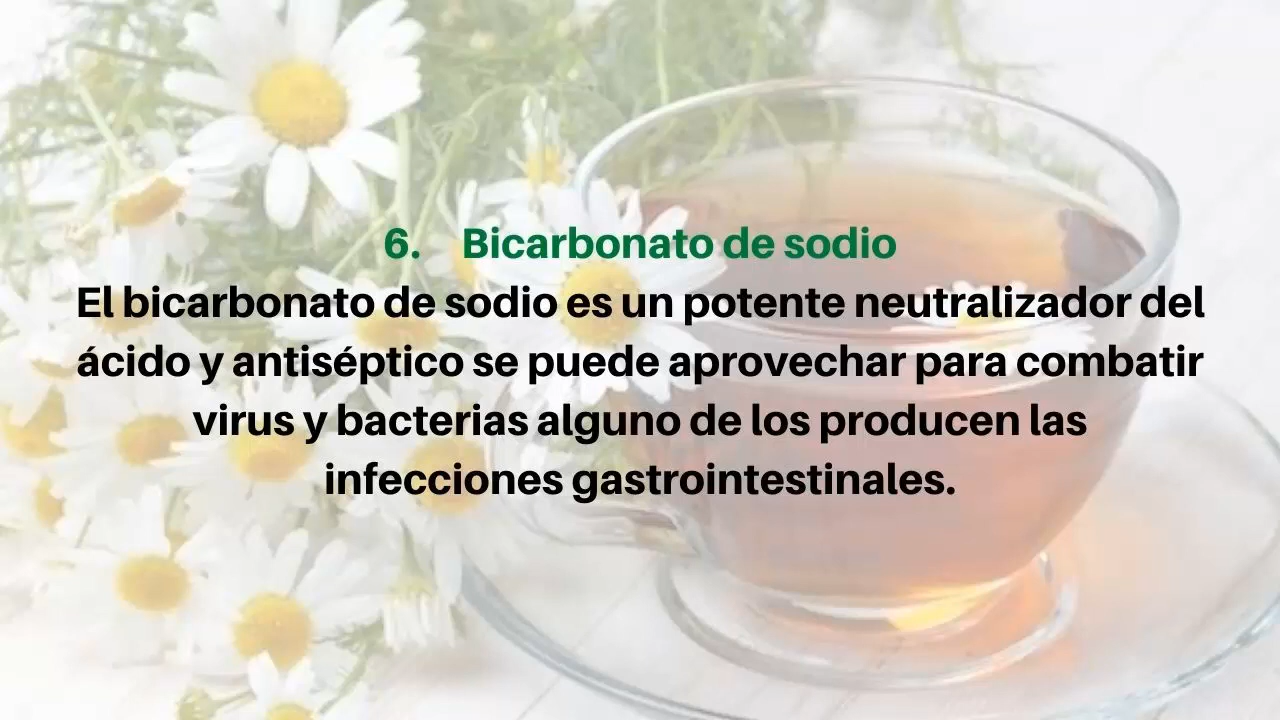 6. Bicarbonato de sodio
El bicarbonato de sodio es un potente neutralizador del
ácido y antiséptico se puede aprovechar para combatir
virus y bacterias alguno de los producen las
infecciones gastrointestinales.